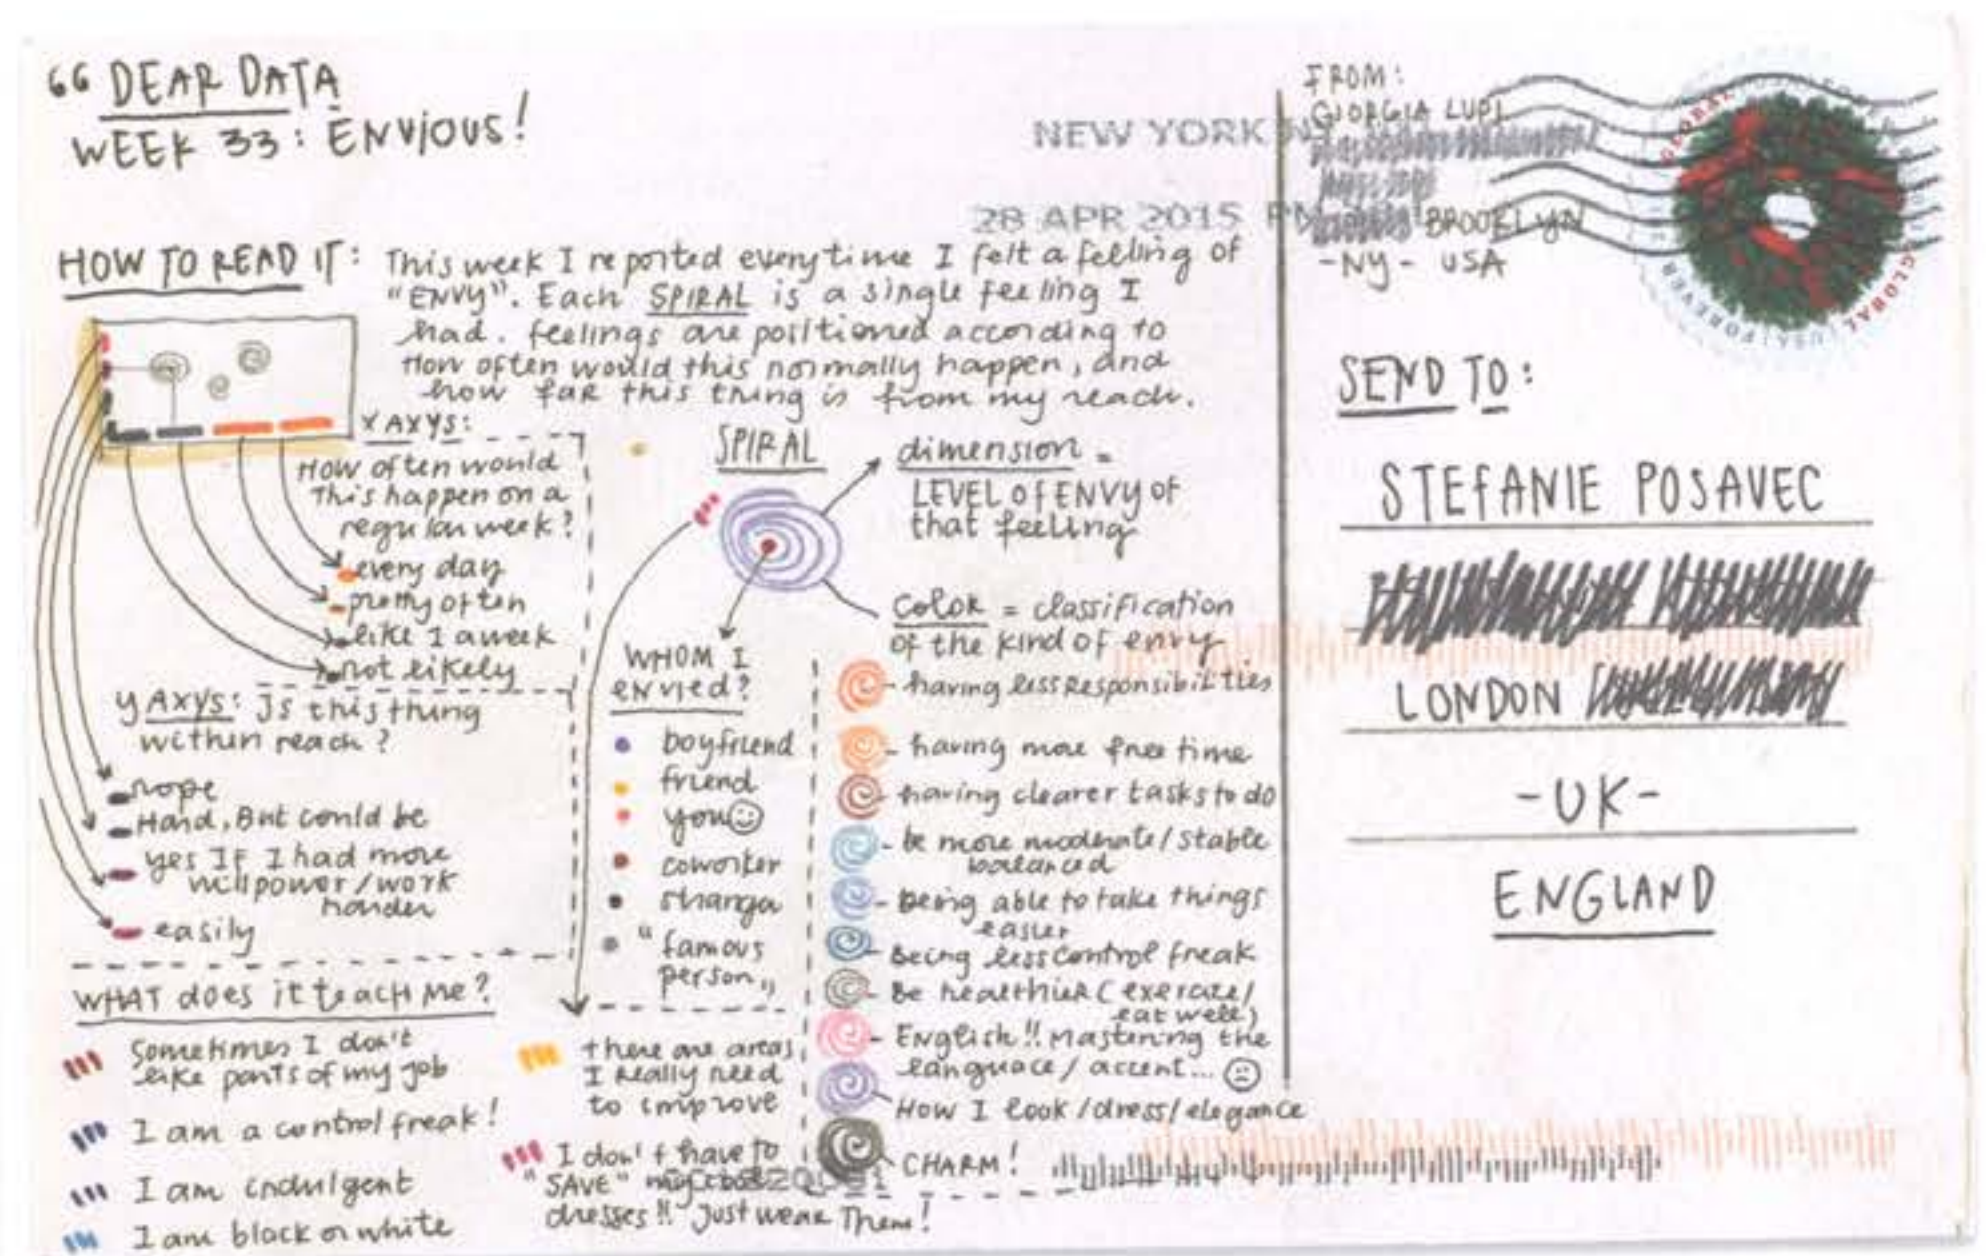 GG DEAR DATA
WEEK 33: ENVIOUS!
HOW TO READ IT:
This week I reported everytime I felt a felling of
"ENVY". Each SPIRAL is a single feeling I
had. feelings are positioned according to
How often would this normally happen, and
how far this thing is from my reach.
X AXYS:
How often would
This happen on a
regular week?
every day
pretty often
like 1 a week
not likely
y AXYS: Is this thing
within reach?
nope
Hard, But could be
yes If I had more
willpower/work
harder
easily
SPIRAL
dimension =
LEVEL of ENVY of
that feeling
Color = classification
of the kind of envy
WHOM I
envied?
boyfriend
friend
you
coworker
stranger
"famous
person"
having less Responsibilities
having more free time
having clearer tasks to do
be more moderate/stable
balanced
being able to take things
easier
Being less control freak
Be healthier (exercise/
eat well)
English!! Mastering the
language/accent...
How I look/dress/elegance
CHARM!
WHAT does it teach me?
Sometimes I don't
like parts of my job
I am a control freak!
I am indulgent
I am black or white
there are areas
I really need
to improve
I don't have to
"SAVE" my
dresses!! Just wear Them!
NEW YORK NY
28 APR 2015 PM
FROM:
GIORGIA LUPI
BROOKLYN
-NY- USA
GLOBAL
USA FOREVER
GLOBAL
SEND TO:
STEFANIE POSAVEC
LONDON
-UK-
ENGLAND